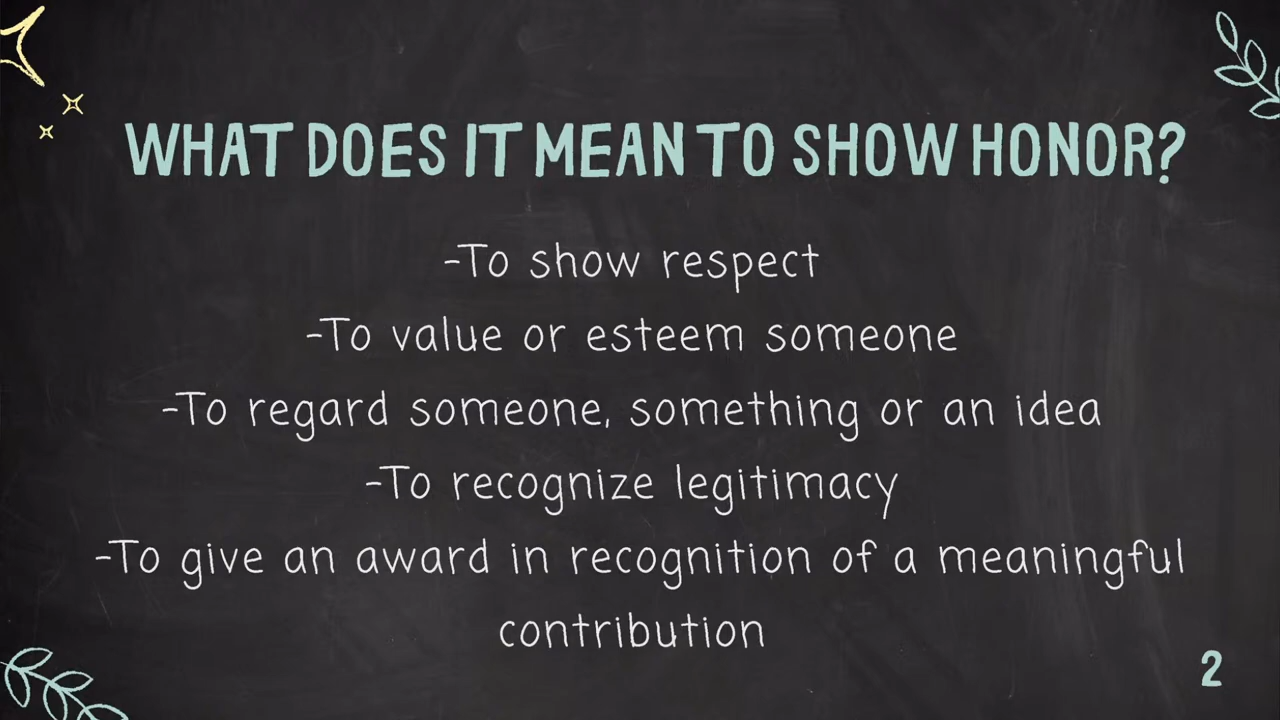 WHAT DOES IT MEAN TO SHOW HONOR?
-To show respect
-To value or esteem someone
-To regard someone, something or an idea
-To recognize legitimacy
-To give an award in recognition of a meaningful
contribution
2